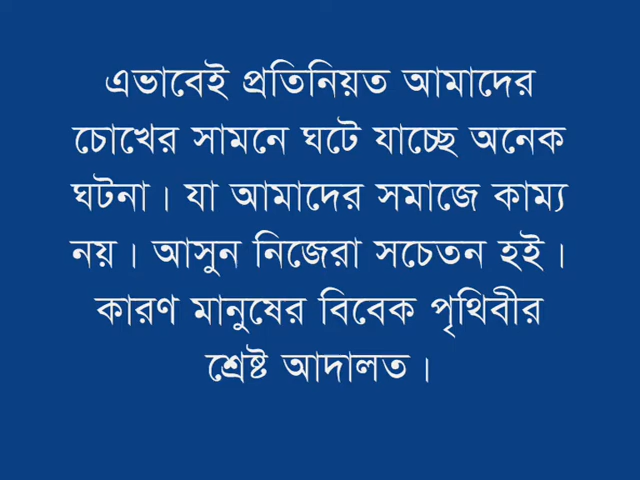 এভাবেই প্রতিনিয়ত আমাদের
চোখের সামনে ঘটে যাচ্ছে অনেক
ঘটনা। যা আমাদের সমাজে কাম্য
নয়। আসুন নিজেরা সচেতন হই।
কারণ মানুষের বিবেক পৃথিবীর
শ্রেষ্ট আদালত।